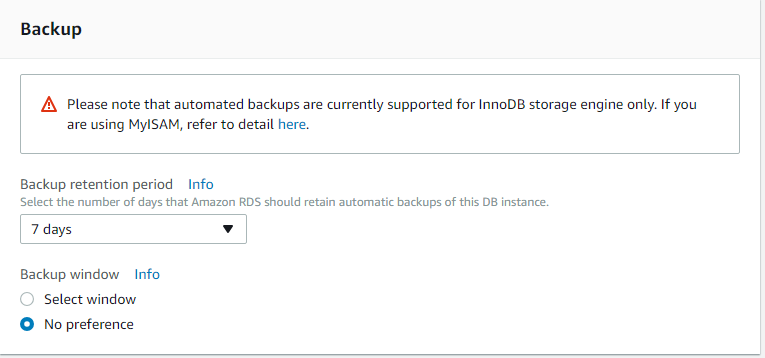 Backup
Please note that automated backups are currently supported for InnoDB storage engine only. If you
are using MyISAM, refer to detail here.
Backup retention period Info
Select the number of days that Amazon RDS should retain automatic backups of this DB instance.
7 days
Backup window Info
Select window
No preference